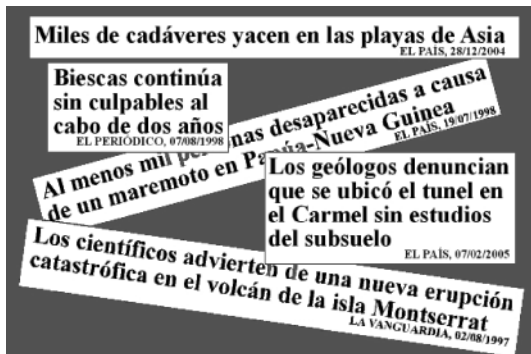 Miles de cadáveres yacen en las playas de Asia
EL PAÍS, 28/12/2004
Biescas continúa
sin culpables al
cabo de dos años
EL PERIÓDICO, 07/08/1998
Al menos mil personas desaparecidas a causa
de un maremoto en Papúa-Nueva Guinea
EL PAÍS, 19/07/1998
Los geólogos denuncian
que se ubicó el tunel en
el Carmel sin estudios
del subsuelo
EL PAÍS, 07/02/2005
Los científicos advierten de una nueva erupción
catastrófica en el volcán de la isla Montserrat
LA VANGUARDIA, 02/08/1997